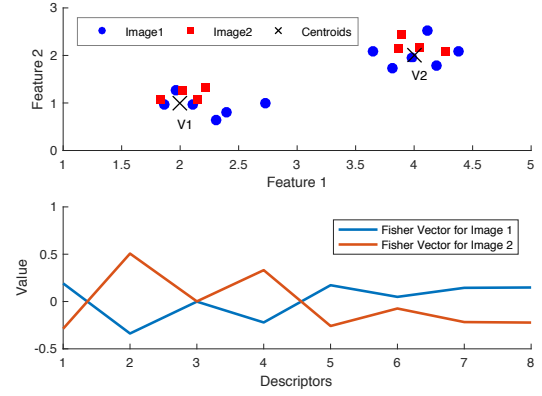 3
Image1 Image2 Centroids
2
V2
Feature 2
1
V1
0
1 1.5 2 2.5 3 3.5 4 4.5 5
Feature 1
1
Fisher Vector for Image 1
Fisher Vector for Image 2
0.5
Value
0
-0.5
1 2 3 4 5 6 7 8
Descriptors